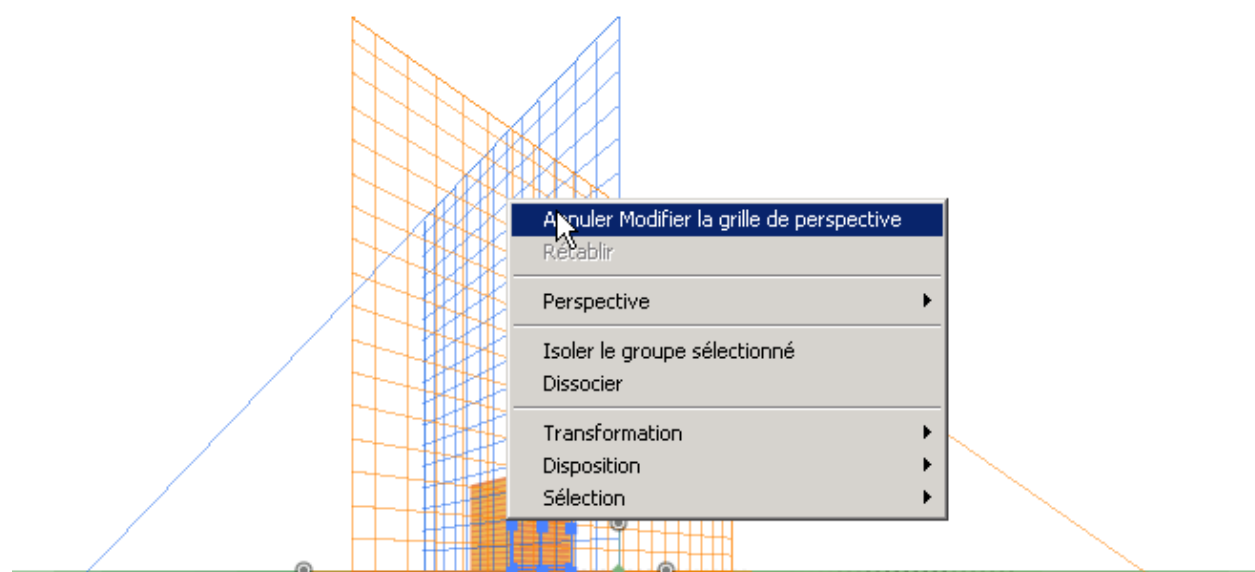 Annuler Modifier la grille de perspective
Rétablir
Perspective
Isoler le groupe sélectionné
Dissocier
Transformation
Disposition
Sélection